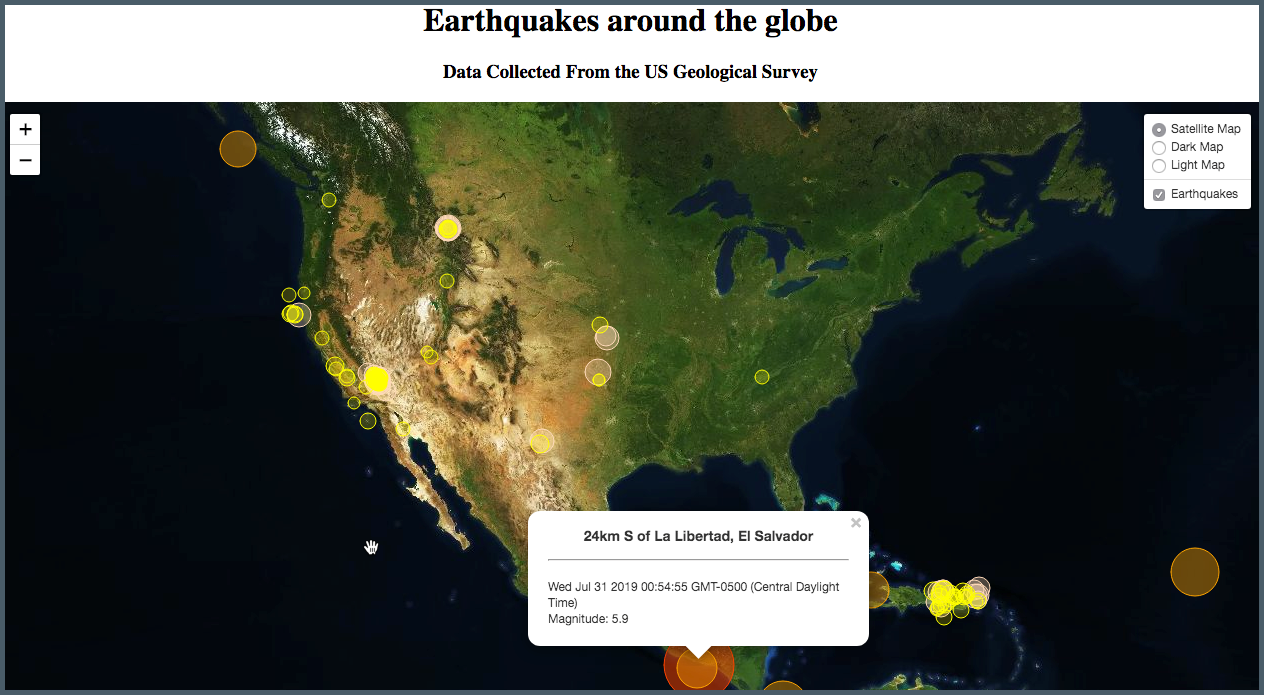 Earthquakes around the globe
Data Collected From the US Geological Survey
+
−
Satellite Map
Dark Map
Light Map
Earthquakes
×
24km S of La Libertad, El Salvador
Wed Jul 31 2019 00:54:55 GMT-0500 (Central Daylight
Time)
Magnitude: 5.9